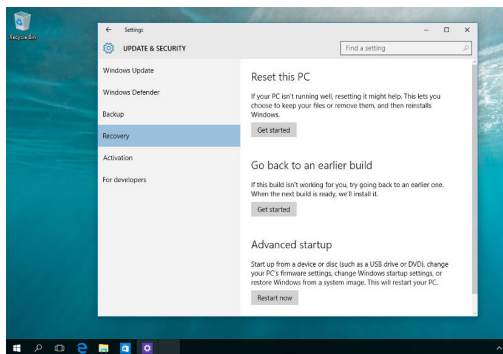 Recycle Bin
Settings
UPDATE & SECURITY
Find a setting
Windows Update
Windows Defender
Backup
Recovery
Activation
For developers
Reset this PC
If your PC isn't running well, resetting it might help. This lets you
choose to keep your files or remove them, and then reinstalls
Windows.
Get started
Go back to an earlier build
If this build isn't working for you, try going back to an earlier one.
When the next build is ready, we'll install it.
Get started
Advanced startup
Start up from a device or disc (such as a USB drive or DVD), change
your PC's firmware settings, change Windows startup settings, or
restore Windows from a system image. This will restart your PC.
Restart now